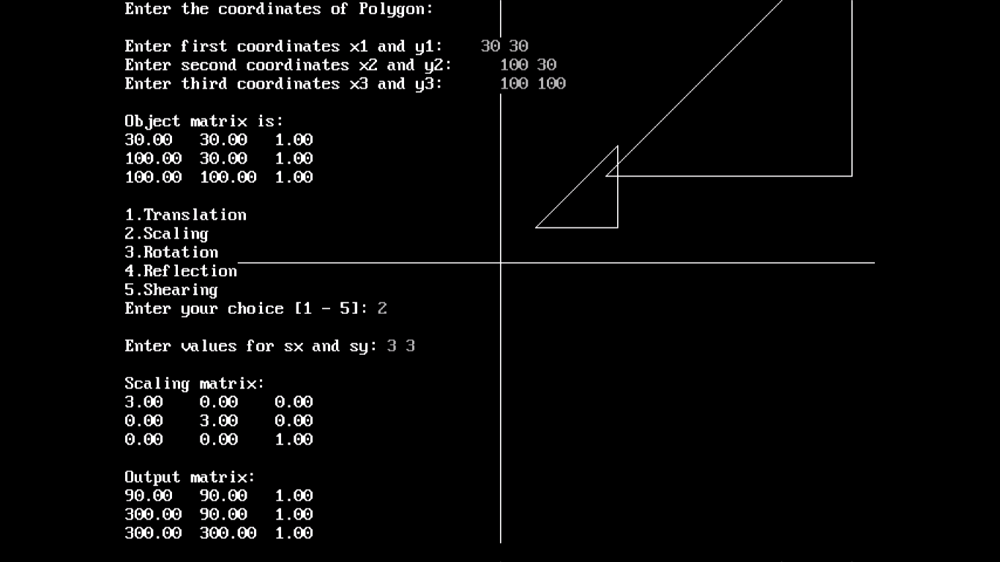 Enter the coordinates of Polygon:
Enter first coordinates x1 and y1: 30 30
Enter second coordinates x2 and y2: 100 30
Enter third coordinates x3 and y3: 100 100
Object matrix is:
30.00 30.00 1.00
100.00 30.00 1.00
100.00 100.00 1.00
1.Translation
2.Scaling
3.Rotation
4.Reflection
5.Shearing
Enter your choice [1 - 5]: 2
Enter values for sx and sy: 3 3
Scaling matrix:
3.00 0.00 0.00
0.00 3.00 0.00
0.00 0.00 1.00
Output matrix:
90.00 90.00 1.00
300.00 90.00 1.00
300.00 300.00 1.00